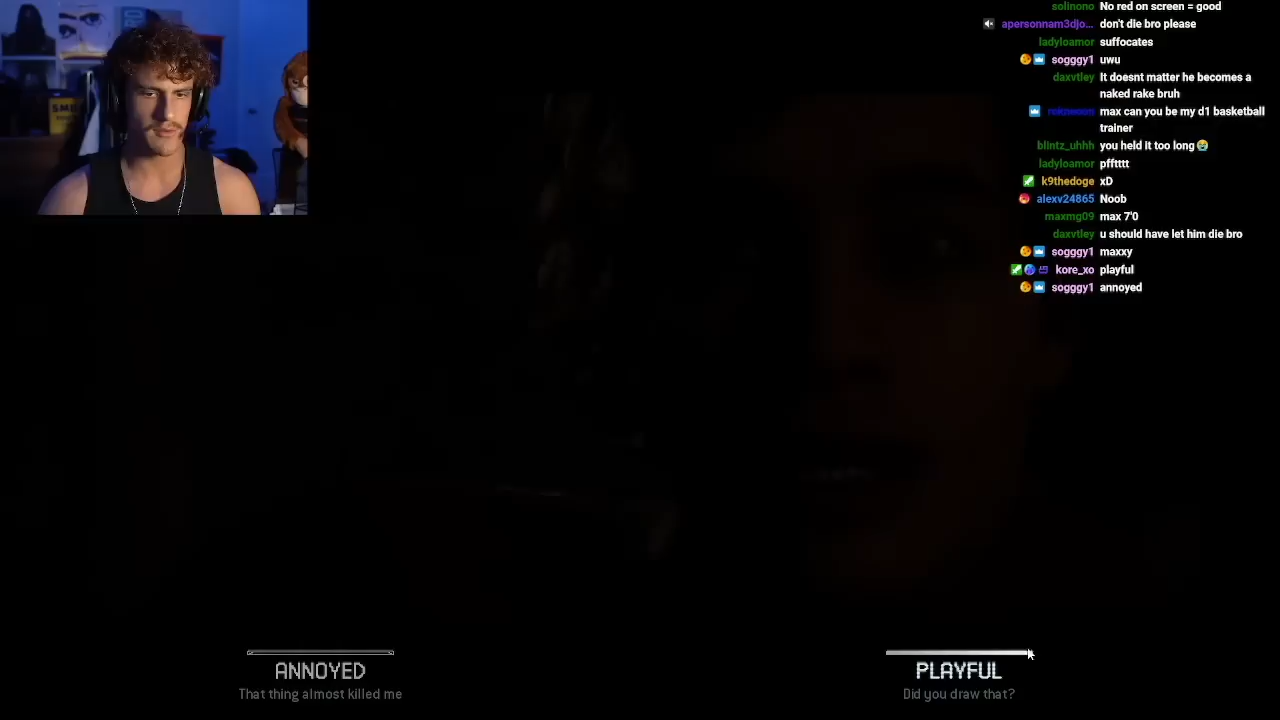 SMB
solinono No red on screen = good
apersonnam3djo... don't die bro please
ladyloamor suffocates
sogggy1 uwu
daxvtley It doesnt matter he becomes a
naked rake bruh
max can you be my d1 basketball
trainer
blintz_uhhh you held it too long😭
ladyloamor pfftttt
k9thedoge xD
alexv24865 Noob
maxmg09 max 7'0
daxvtley u should have let him die bro
sogggy1 maxxy
kore_xo playful
sogggy1 annoyed
ANNOYED
That thing almost killed me
PLAYFUL
Did you draw that?